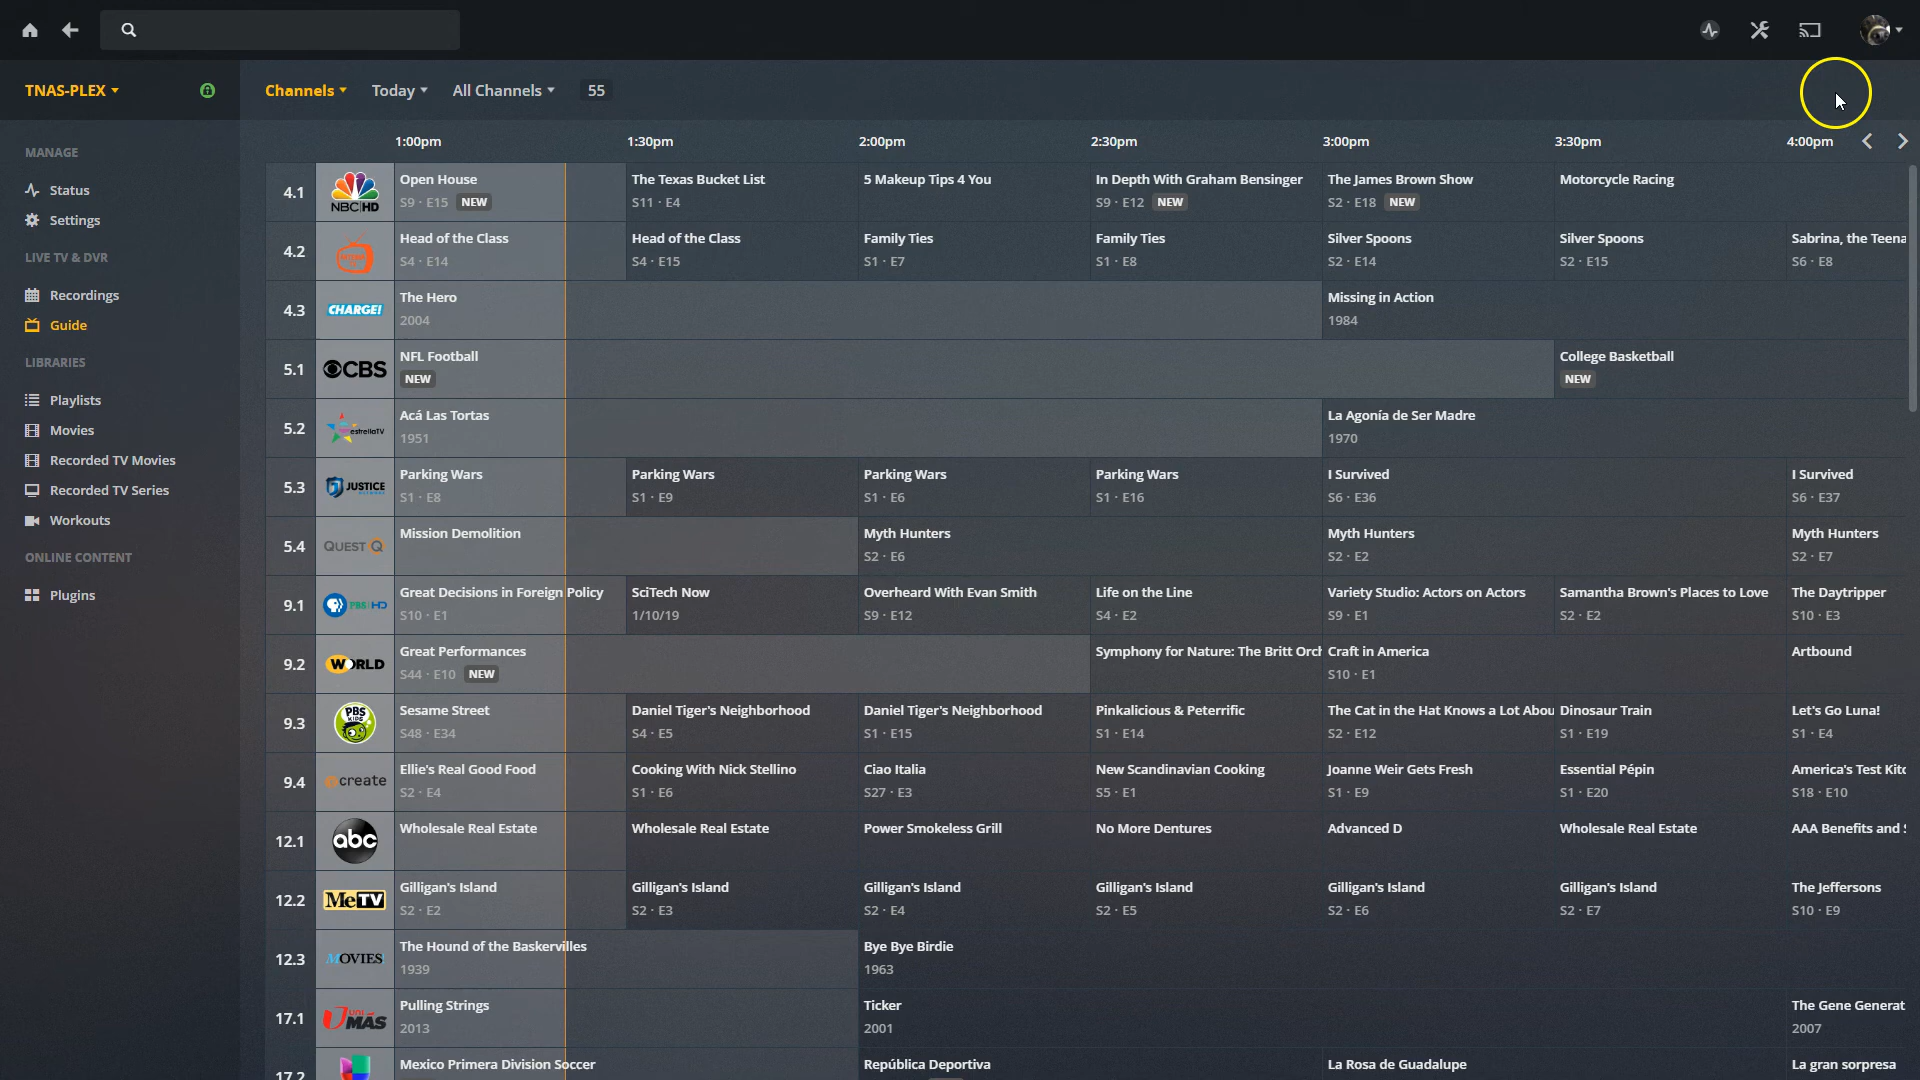 TNAS-PLEX
Channels Today All Channels 55
MANAGE
Status
Settings
LIVE TV & DVR
Recordings
Guide
LIBRARIES
Playlists
Movies
Recorded TV Movies
Recorded TV Series
Workouts
ONLINE CONTENT
Plugins
1:00pm 1:30pm 2:00pm 2:30pm 3:00pm 3:30pm 4:00pm
4.1 NBC HD
Open House The Texas Bucket List 5 Makeup Tips 4 You In Depth With Graham Bensinger The James Brown Show Motorcycle Racing
S9 · E15 NEW S11 · E4 S9 · E12 NEW S2 · E18 NEW
4.2
Head of the Class Head of the Class Family Ties Family Ties Silver Spoons Silver Spoons Sabrina, the Teena
S4 · E14 S4 · E15 S1 · E7 S1 · E8 S2 · E14 S2 · E15 S6 · E8
4.3 CHARGE!
The Hero Missing in Action
2004 1984
5.1 CBS
NFL Football College Basketball
NEW NEW
5.2 estrellaTV
Acá Las Tortas La Agonía de Ser Madre
1951 1970
5.3 JUSTICE
Parking Wars Parking Wars Parking Wars Parking Wars I Survived I Survived
S1 · E8 S1 · E9 S1 · E6 S1 · E16 S6 · E36 S6 · E37
5.4 QUEST Q
Mission Demolition Myth Hunters Myth Hunters Myth Hunters
S2 · E6 S2 · E2 S2 · E7
9.1 PBS HD
Great Decisions in Foreign Policy SciTech Now Overheard With Evan Smith Life on the Line Variety Studio: Actors on Actors Samantha Brown's Places to Love The Daytripper
S10 · E1 1/10/19 S9 · E12 S4 · E2 S9 · E1 S2 · E2 S10 · E3
9.2 WORLD
Great Performances Symphony for Nature: The Britt Orch Craft in America Artbound
S44 · E10 NEW S10 · E1
9.3 PBS KIDS
Sesame Street Daniel Tiger's Neighborhood Daniel Tiger's Neighborhood Pinkalicious & Peterrific The Cat in the Hat Knows a Lot Abou Dinosaur Train Let's Go Luna!
S48 · E34 S4 · E5 S1 · E15 S1 · E14 S2 · E12 S1 · E19 S1 · E4
9.4 create
Ellie's Real Good Food Cooking With Nick Stellino Ciao Italia New Scandinavian Cooking Joanne Weir Gets Fresh Essential Pépin America's Test Kitc
S2 · E4 S1 · E6 S27 · E3 S5 · E1 S1 · E9 S1 · E20 S18 · E10
12.1 abc
Wholesale Real Estate Wholesale Real Estate Power Smokeless Grill No More Dentures Advanced D Wholesale Real Estate AAA Benefits and S
12.2 MeTV
Gilligan's Island Gilligan's Island Gilligan's Island Gilligan's Island Gilligan's Island Gilligan's Island The Jeffersons
S2 · E2 S2 · E3 S2 · E4 S2 · E5 S2 · E6 S2 · E7 S10 · E9
12.3 MOVIES!
The Hound of the Baskervilles Bye Bye Birdie
1939 1963
17.1 UNI MÁS
Pulling Strings Ticker The Gene Generat
2013 2001 2007
17.2
Mexico Primera Division Soccer República Deportiva La Rosa de Guadalupe La gran sorpresa